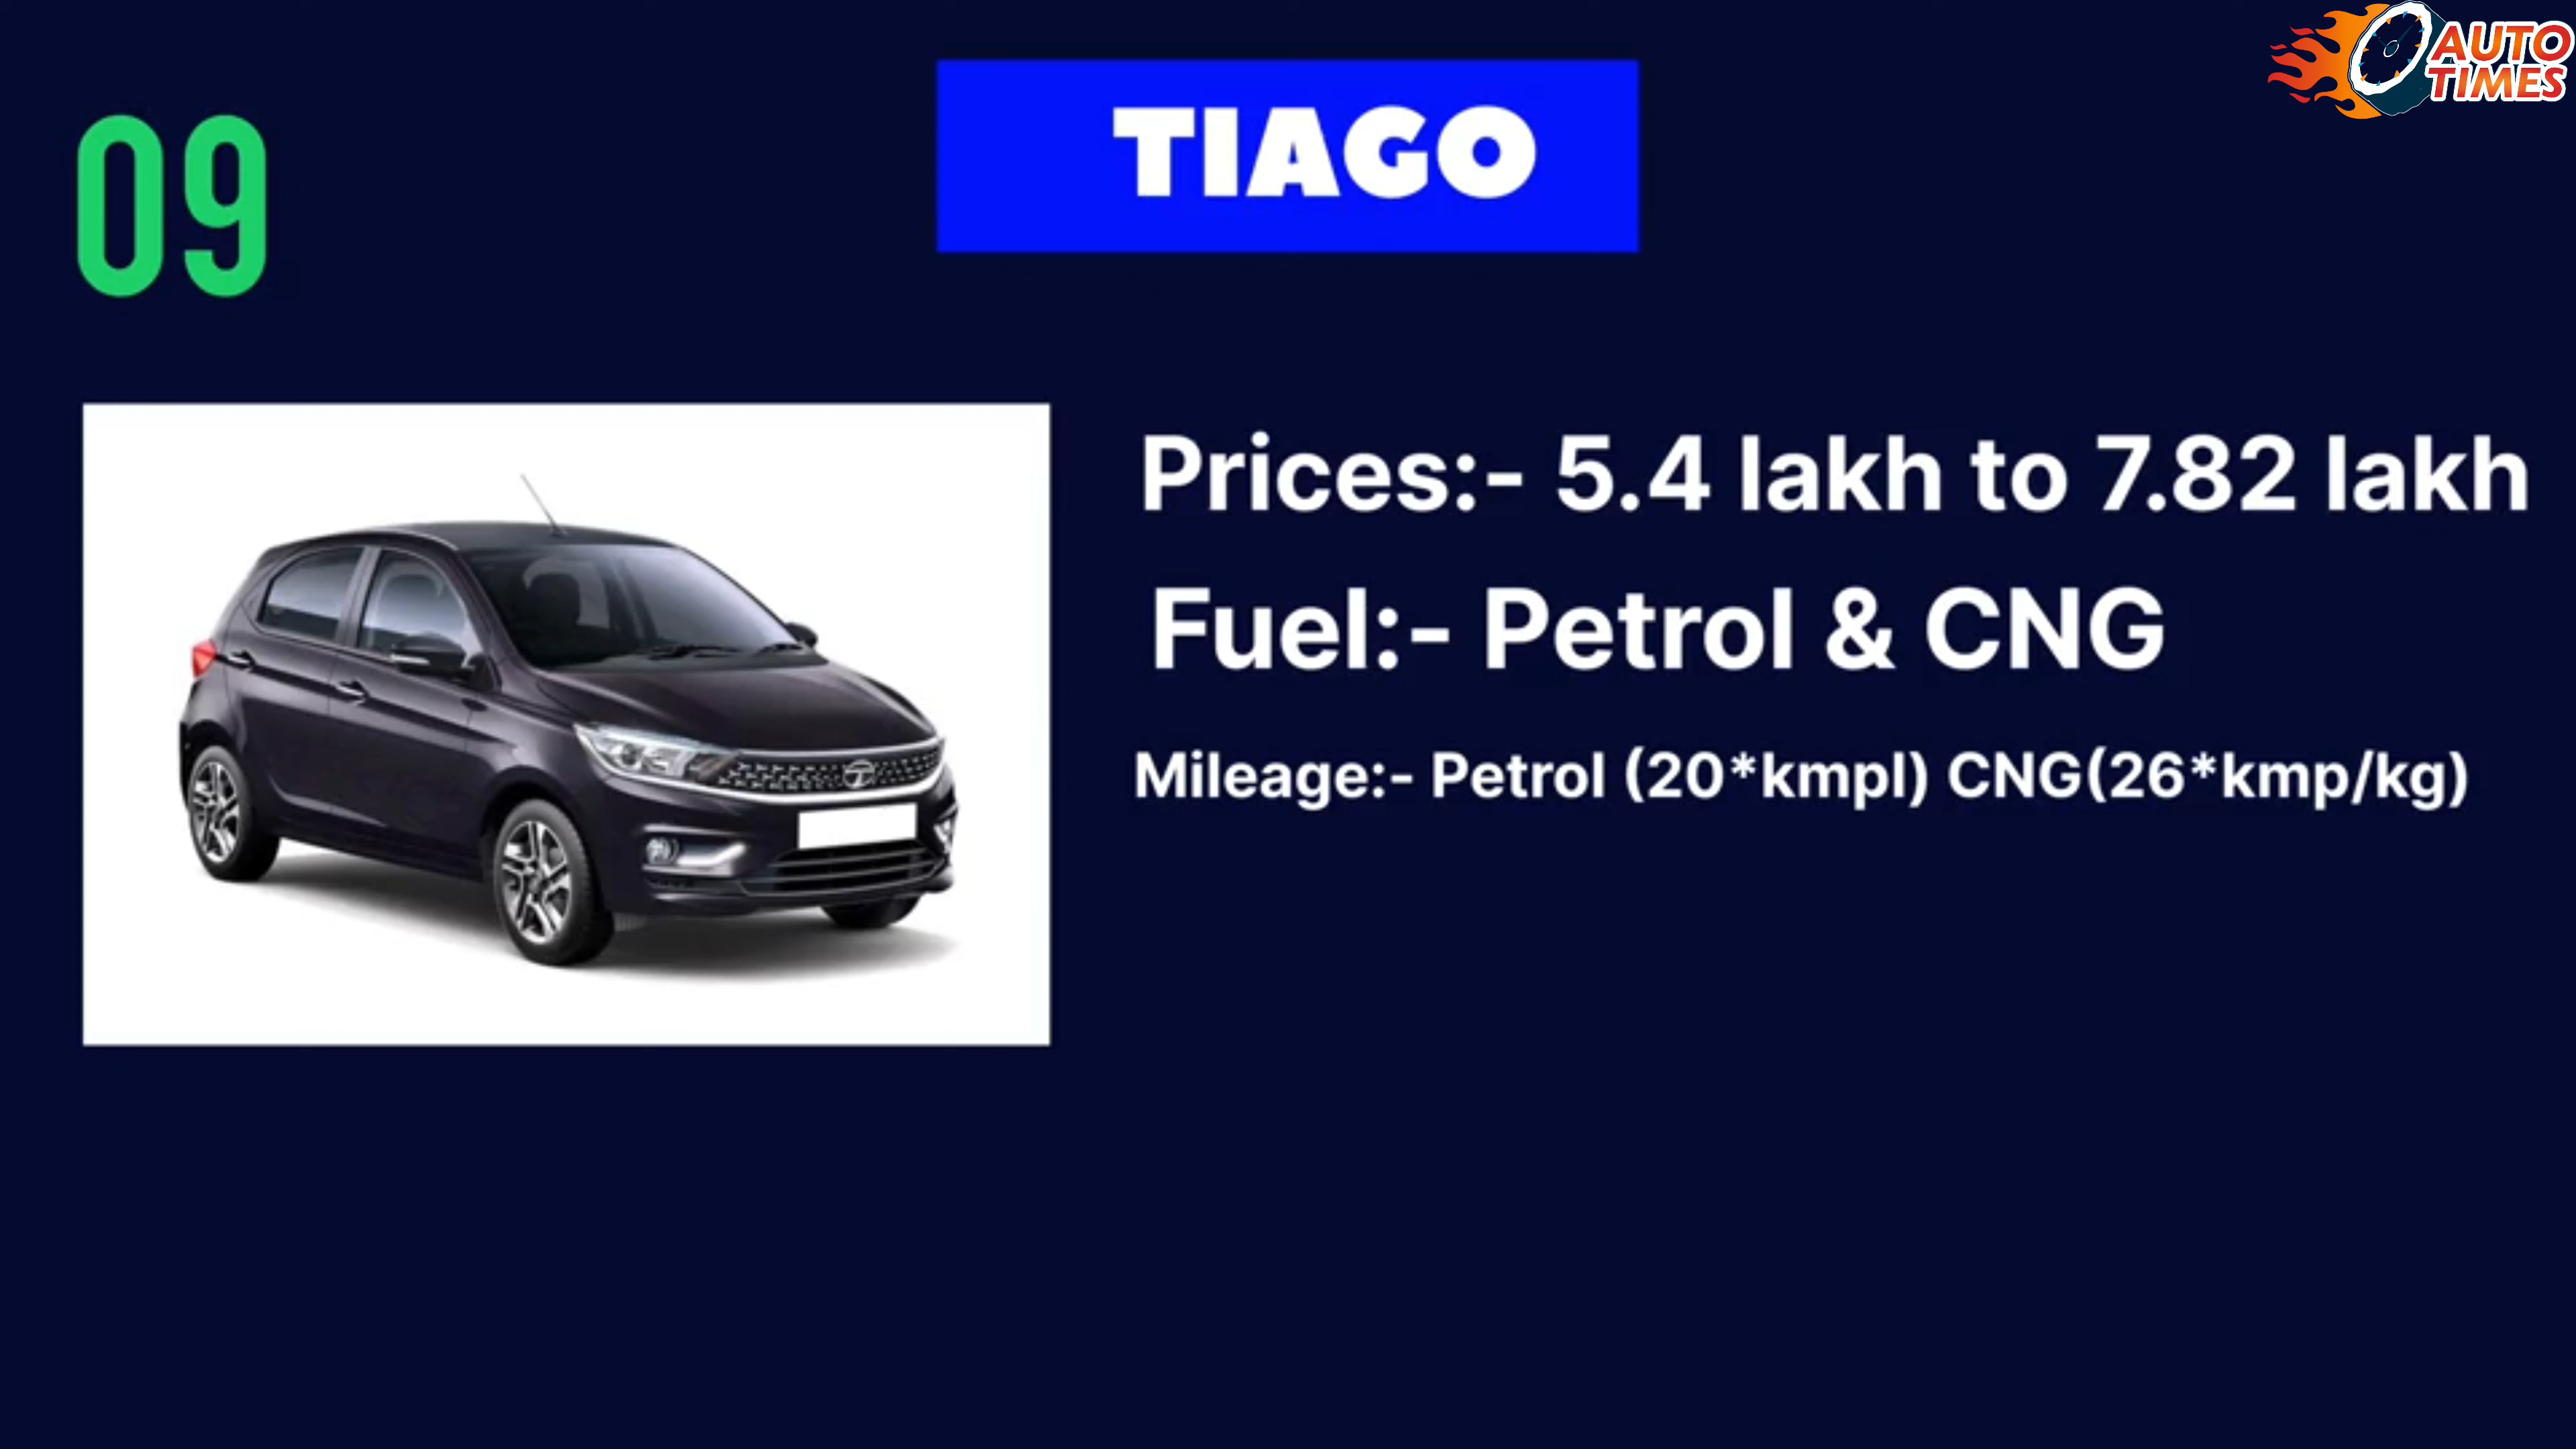 AUTO
TIMES
09
TIAGO
Prices:- 5.4 lakh to 7.82 lakh
Fuel:- Petrol & CNG
Mileage:- Petrol (20*kmpl) CNG(26*kmp/kg)